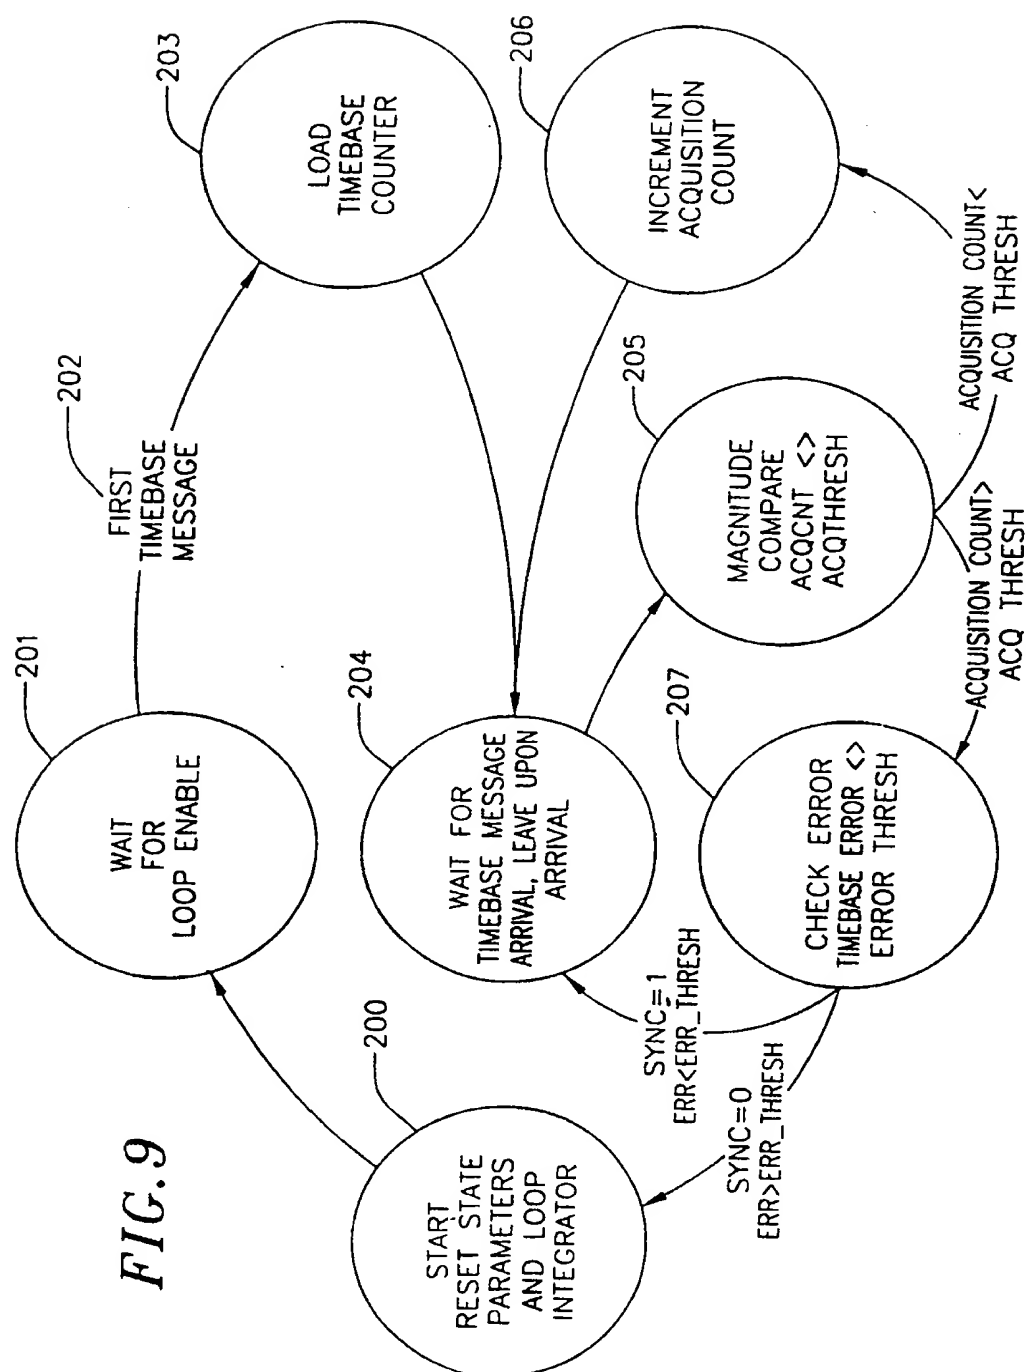 FIG.9
START
RESET STATE
PARAMETERS
AND LOOP
INTEGRATOR
200
WAIT
FOR
LOOP ENABLE
201
FIRST
TIMEBASE
MESSAGE
202
LOAD
TIMEBASE
COUNTER
203
WAIT FOR
TIMEBASE MESSAGE
ARRIVAL, LEAVE UPON
ARRIVAL
204
MAGNITUDE
COMPARE
ACQCNT <>
ACQTHRESH
205
INCREMENT
ACQUISITION
COUNT
206
CHECK ERROR
TIMEBASE ERROR <>
ERROR THRESH
207
SYNC=1
ERR<ERR_THRESH
SYNC=0
ERR>ERR_THRESH
ACQUISITION COUNT>
ACQ THRESH
ACQUISITION COUNT<
ACQ THRESH